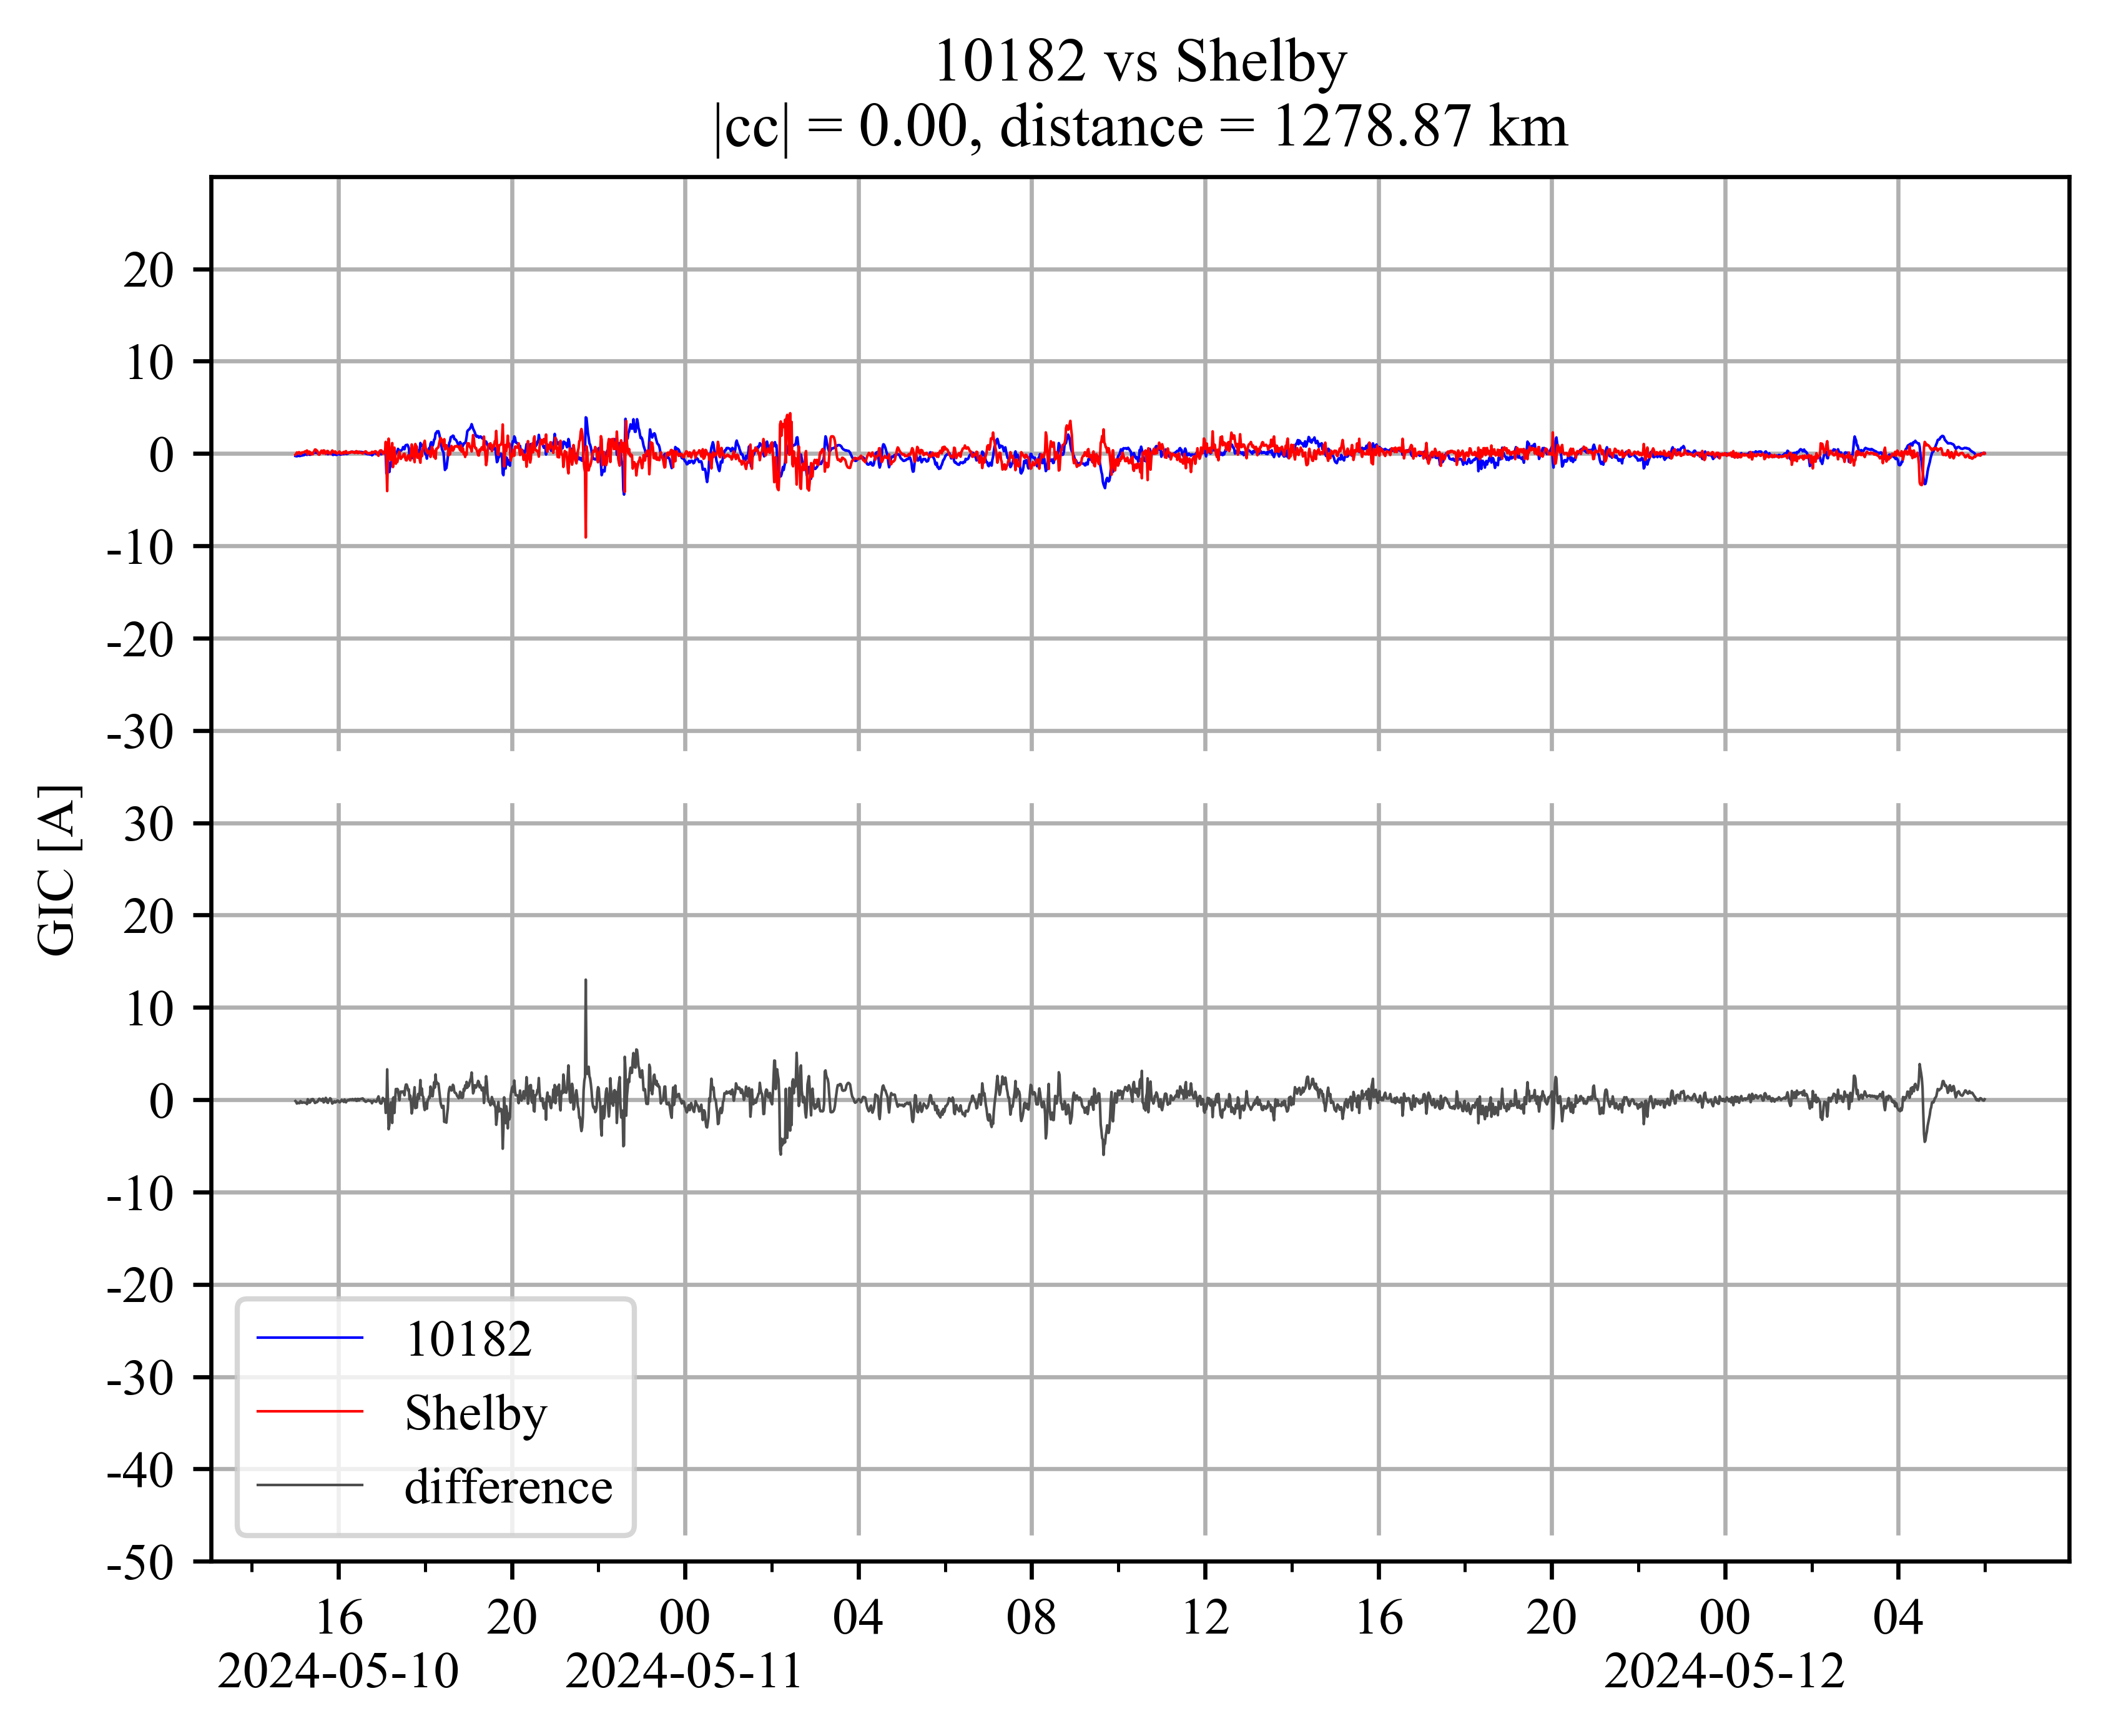 10182 vs Shelby
|cc| = 0.00, distance = 1278.87 km
20
10
0
-10
-20
-30
30
20
10
0
-10
-20
-30
-40
-50
GIC [A]
10182
Shelby
difference
16 20 00 04 08 12 16 20 00 04
2024-05-10 2024-05-11 2024-05-12